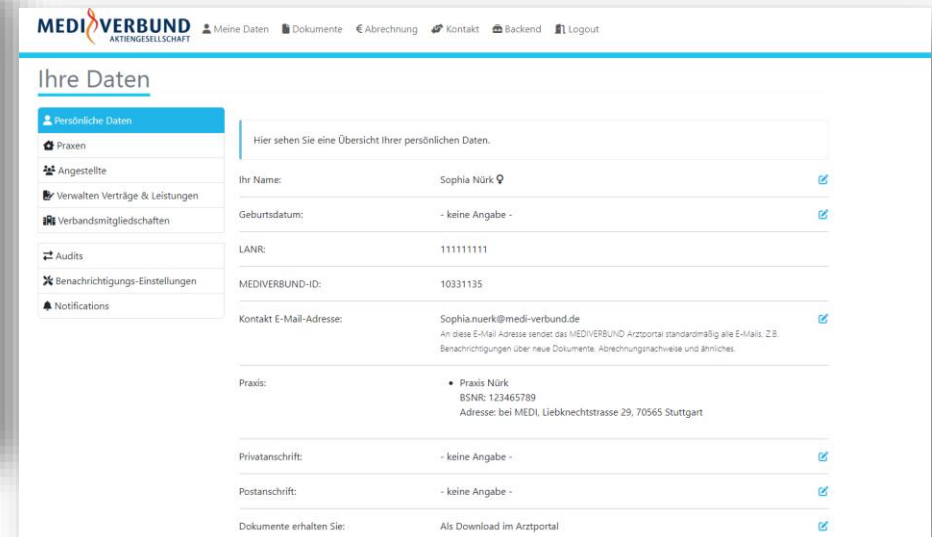 MEDI VERBUND
AKTIENGESELLSCHAFT
Meine Daten Dokumente € Abrechnung Kontakt Backend Logout
Ihre Daten
Persönliche Daten
Praxen
Angestellte
Verwalten Verträge & Leistungen
Verbandsmitgliedschaften
Audits
Benachrichtigungs-Einstellungen
Notifications
Hier sehen Sie eine Übersicht Ihrer persönlichen Daten.
Ihr Name: Sophia Nürk ♀
Geburtsdatum: - keine Angabe -
LANR: 111111111
MEDIVERBUND-ID: 10331135
Kontakt E-Mail-Adresse: Sophia.nuerk@medi-verbund.de
An diese E-Mail Adresse sendet das MEDIVERBUND Arztportal standardmäßig alle E-Mails. Z.B.
Benachrichtigungen über neue Dokumente, Abrechnungsnachweise und ähnliches.
Praxis: • Praxis Nürk
BSNR: 123465789
Adresse: bei MEDI, Liebknechtstrasse 29, 70565 Stuttgart
Privatanschrift: - keine Angabe -
Postanschrift: - keine Angabe -
Dokumente erhalten Sie: Als Download im Arztportal